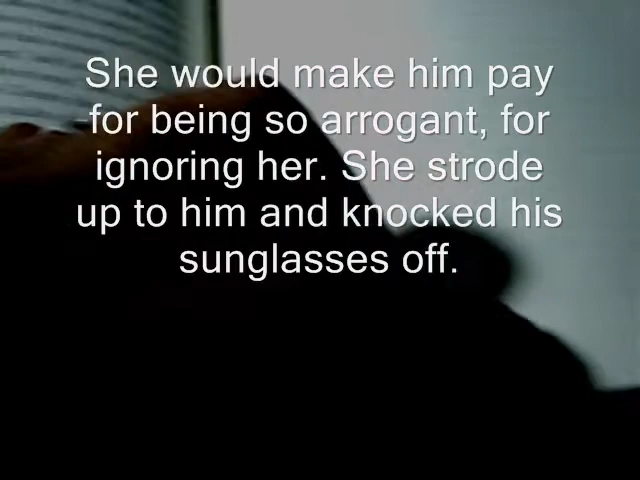 She would make him pay
for being so arrogant, for
ignoring her. She strode
up to him and knocked his
sunglasses off.